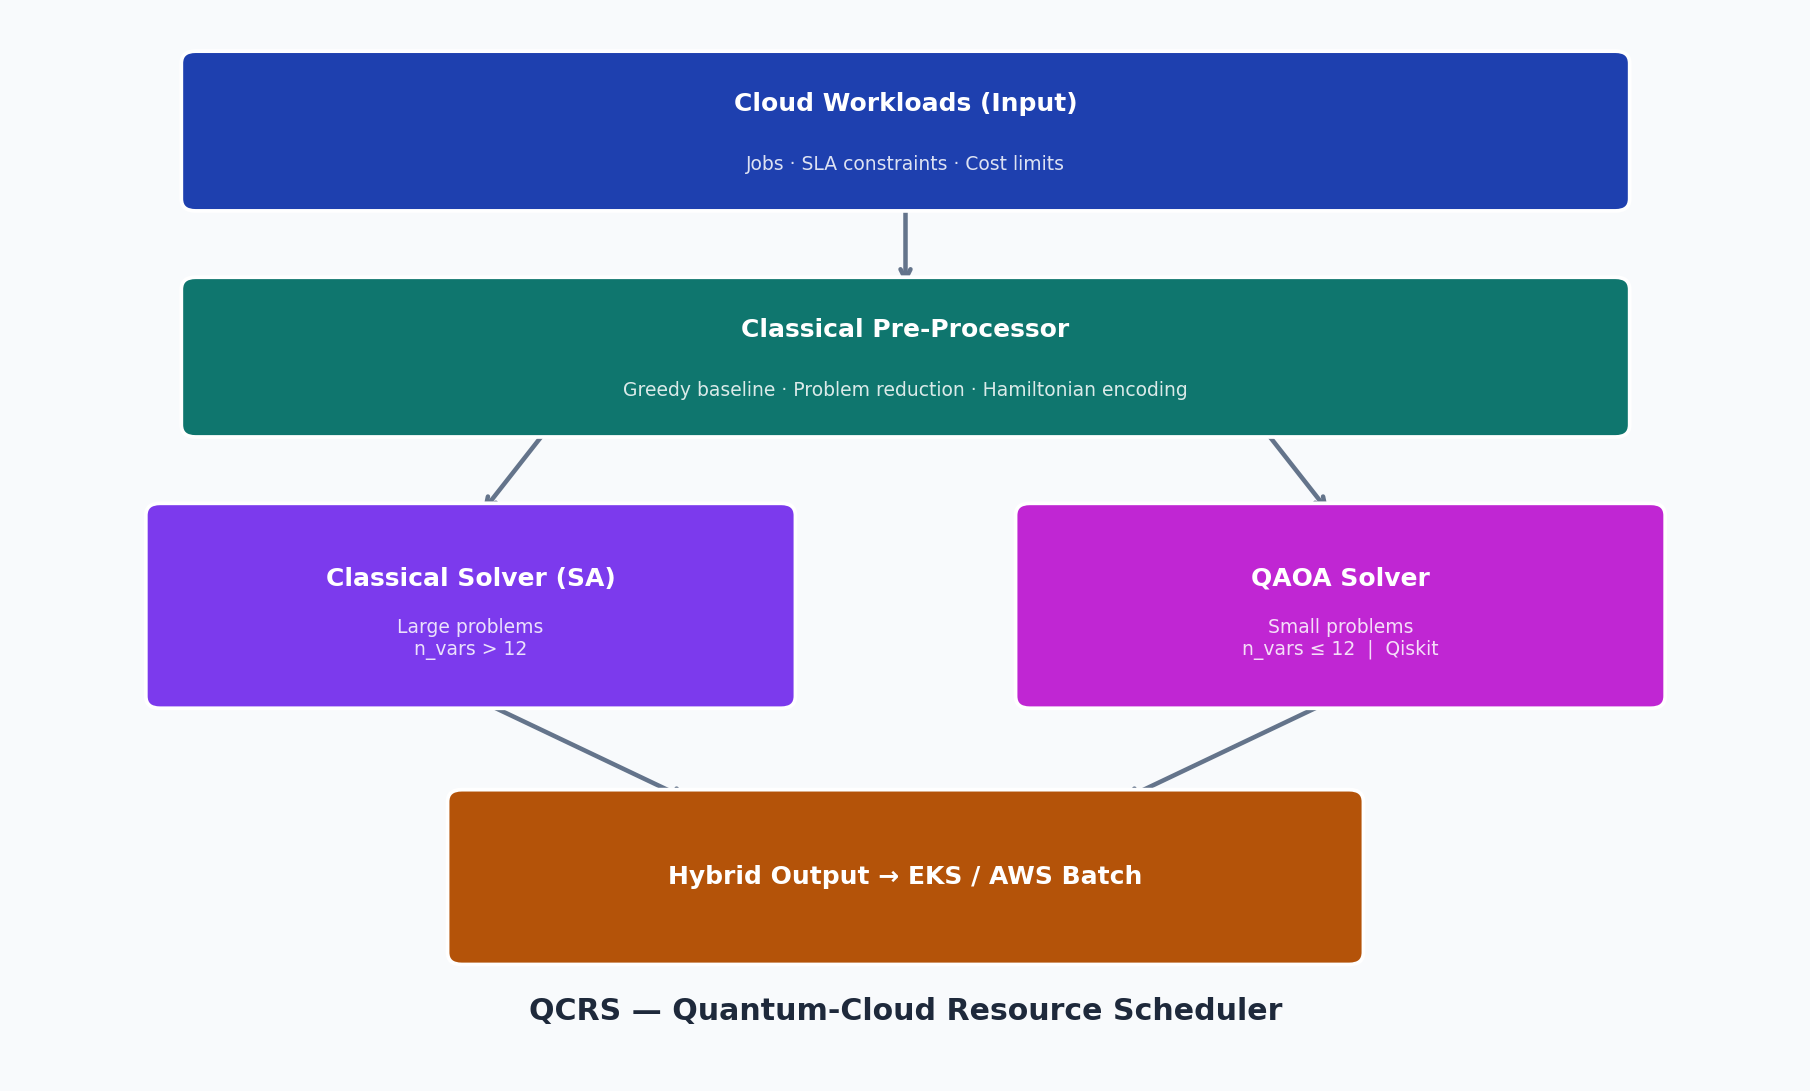 Cloud Workloads (Input)
Jobs · SLA constraints · Cost limits
Classical Pre-Processor
Greedy baseline · Problem reduction · Hamiltonian encoding
Classical Solver (SA)
Large problems
n_vars > 12
QAOA Solver
Small problems
n_vars ≤ 12 | Qiskit
Hybrid Output → EKS / AWS Batch
QCRS — Quantum-Cloud Resource Scheduler